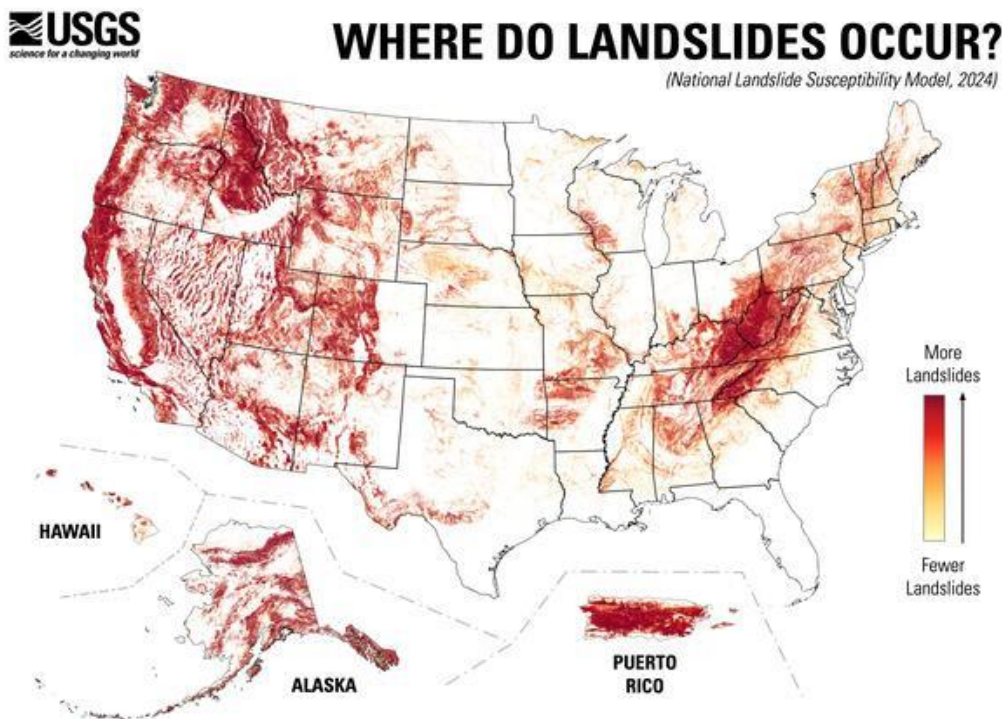 USGS
science for a changing world
WHERE DO LANDSLIDES OCCUR?
(National Landslide Susceptibility Model, 2024)
More
Landslides
Fewer
Landslides
HAWAII
ALASKA
PUERTO
RICO